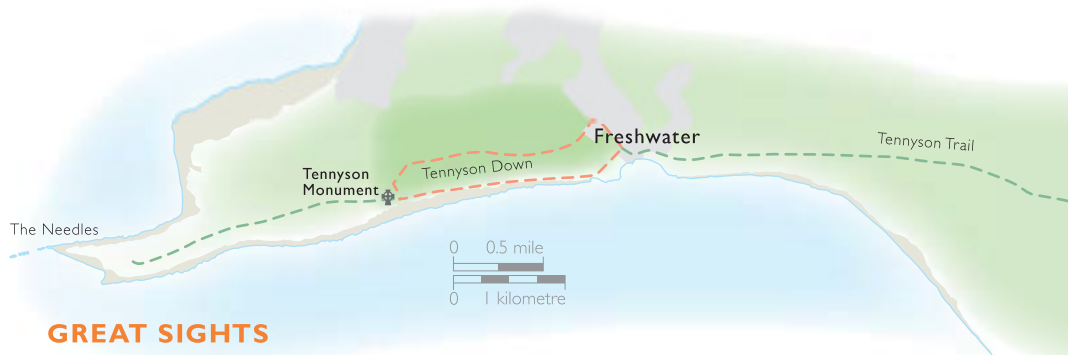 Freshwater
Tennyson Trail
Tennyson
Monument
Tennyson Down
The Needles
0 0.5 mile
0 1 kilometre
GREAT SIGHTS